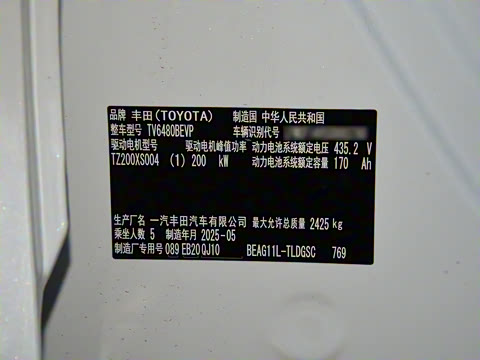 品牌 丰田(TOYOTA) 制造国 中华人民共和国
整车型号 TV6480BEVP 车辆识别代号
驱动电机型号 驱动电机峰值功率 动力电池系统额定电压 435.2 V
TZ200XS004 (1) 200 kW 动力电池系统额定容量 170 Ah
生产厂名 一汽丰田汽车有限公司 最大允许总质量 2425 kg
乘坐人数 5 制造年月 2025-05
制造厂专用号 089 EB20 QJ10 BEAG11L-TLDGSC 769